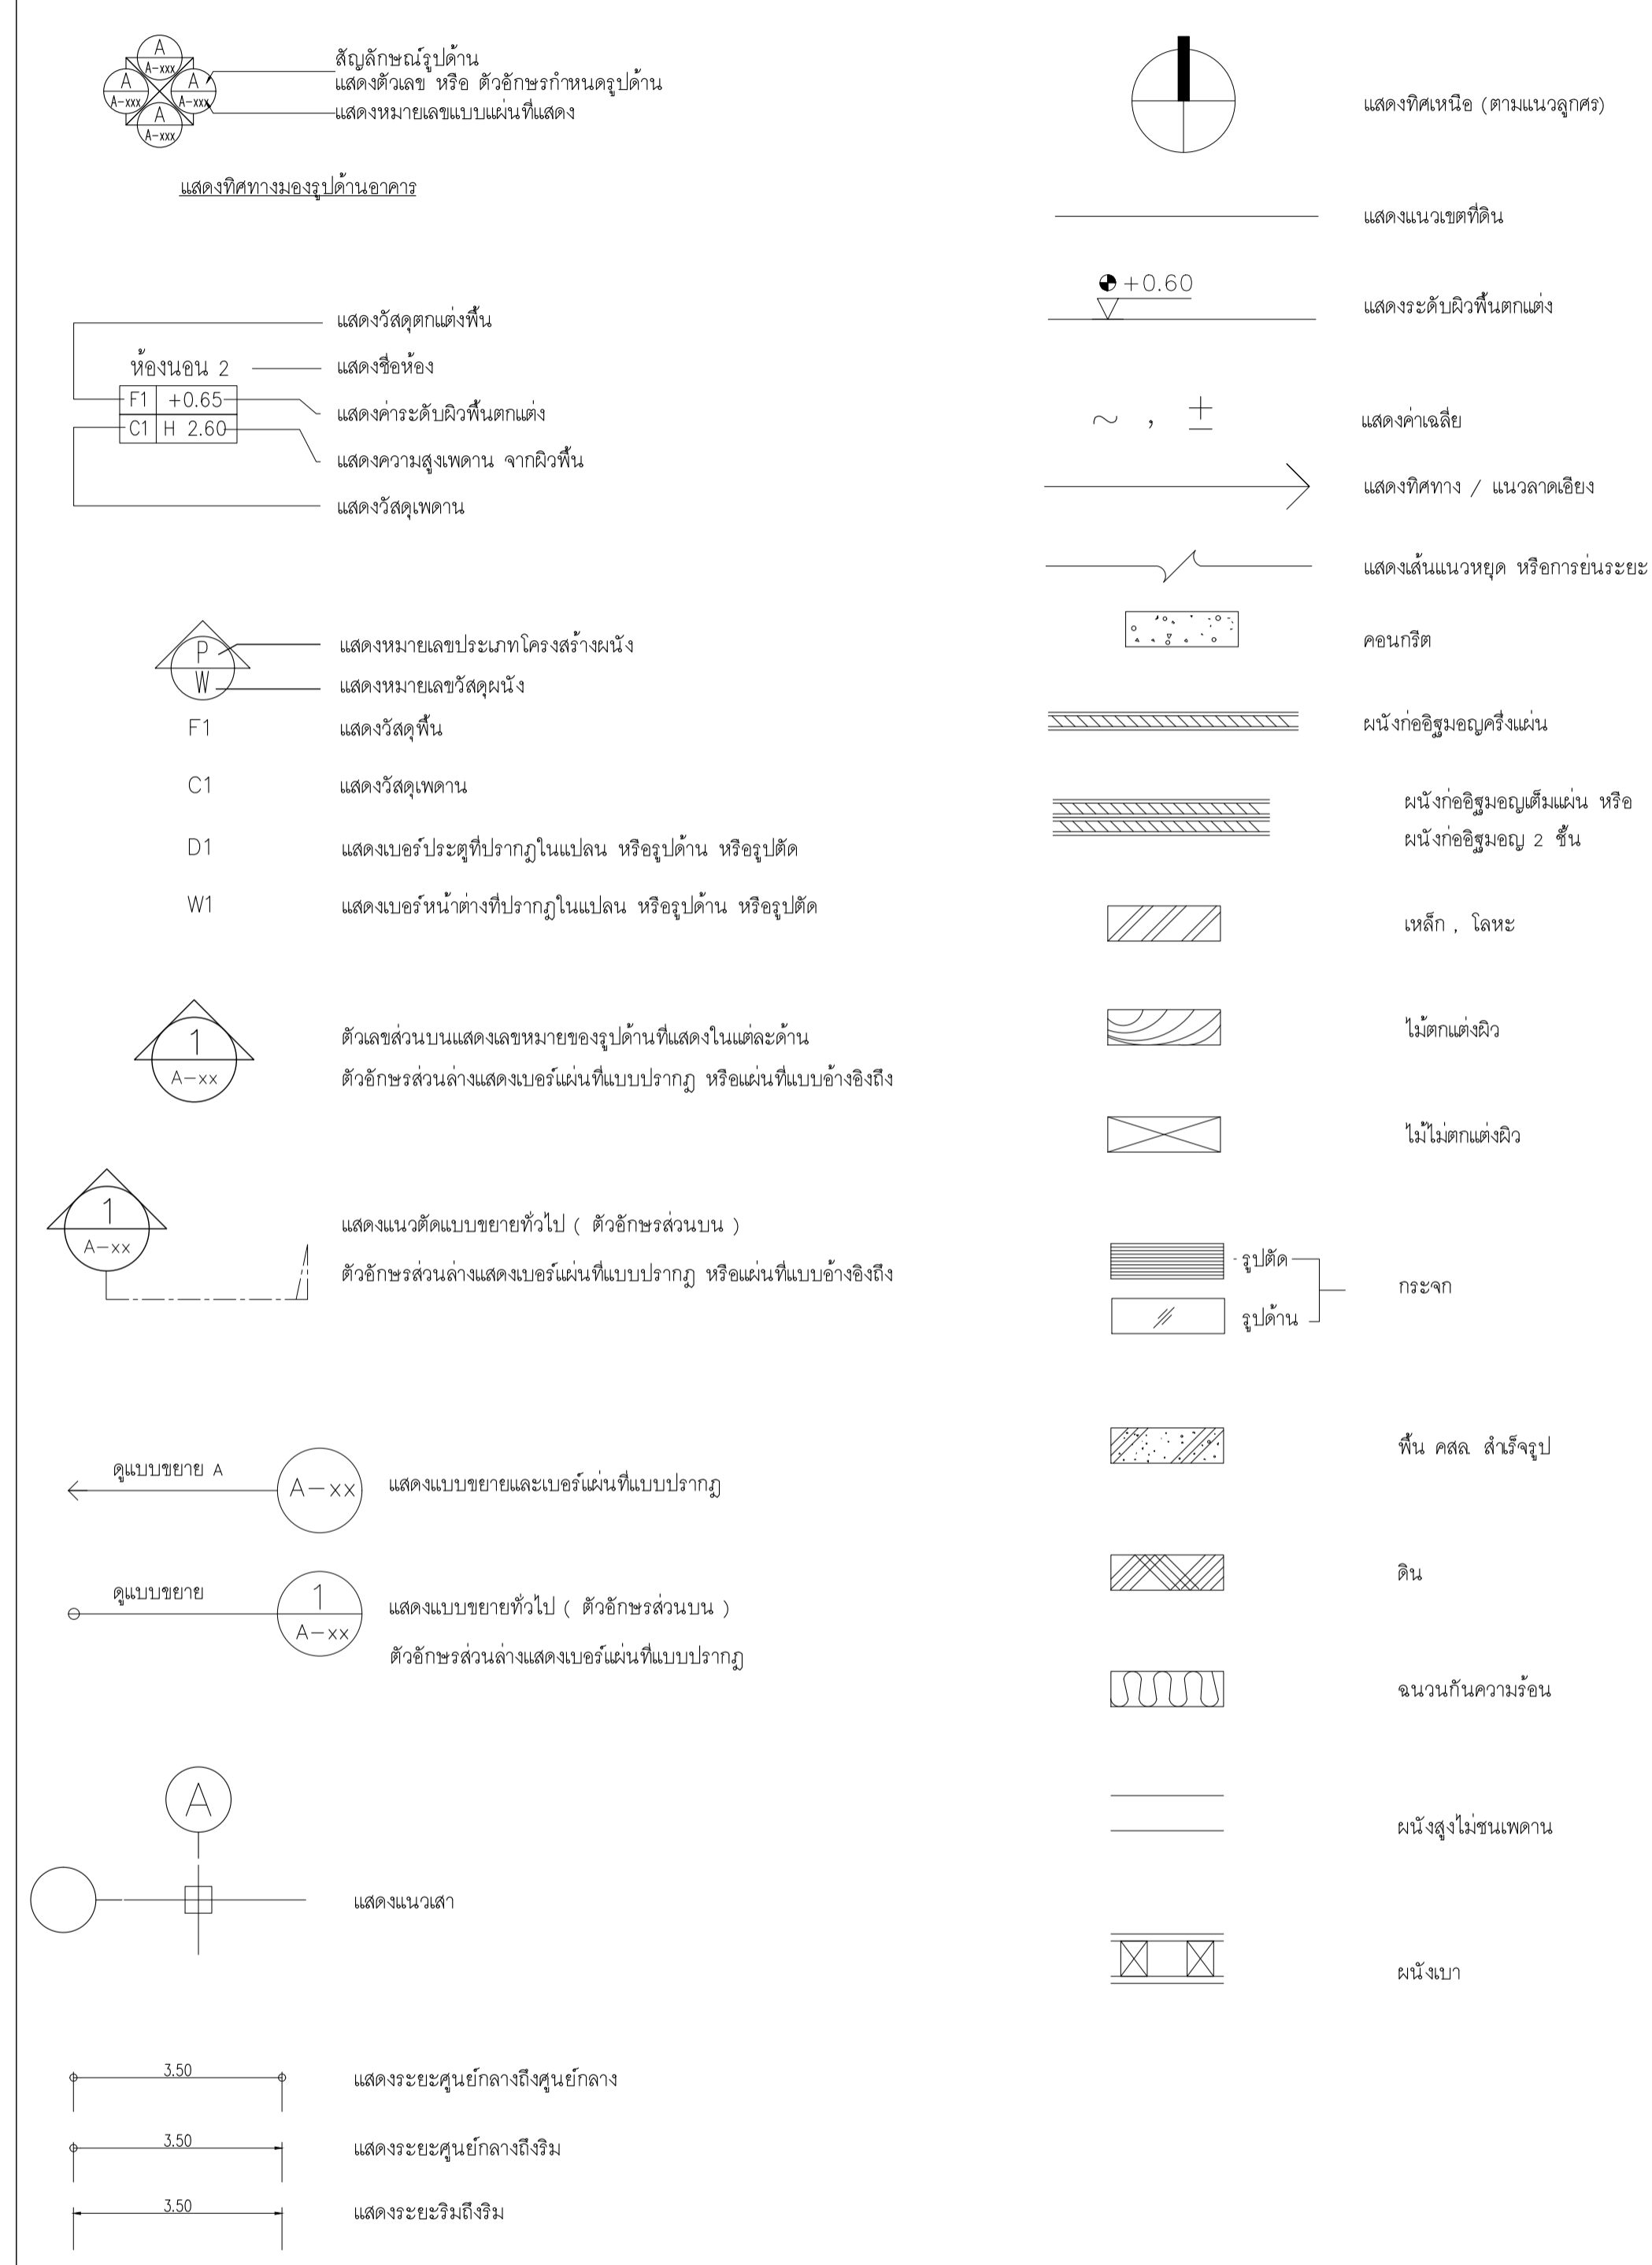 A
A-xxx
A
A-xxx
A
A-xxx
A
A-xxx
สัญลักษณ์รูปด้าน
แสดงตัวเลข หรือ ตัวอักษรกำหนดรูปด้าน
แสดงหมายเลขแบบแผ่นที่แสดง
แสดงทิศทางมองรูปด้านอาคาร
แสดงวัสดุตกแต่งพื้น
ห้องนอน 2
แสดงชื่อห้อง
F1 +0.65
แสดงค่าระดับผิวพื้นตกแต่ง
C1 H 2.60
แสดงความสูงเพดาน จากผิวพื้น
แสดงวัสดุเพดาน
P
แสดงหมายเลขประเภทโครงสร้างผนัง
W
แสดงหมายเลขวัสดุผนัง
F1 แสดงวัสดุพื้น
C1 แสดงวัสดุเพดาน
D1 แสดงเบอร์ประตูที่ปรากฎในแปลน หรือรูปด้าน หรือรูปตัด
W1 แสดงเบอร์หน้าต่างที่ปรากฎในแปลน หรือรูปด้าน หรือรูปตัด
1
A-xx
ตัวเลขส่วนบนแสดงเลขหมายของรูปด้านที่แสดงในแต่ละด้าน
ตัวอักษรส่วนล่างแสดงเบอร์แผ่นที่แบบปรากฎ หรือแผ่นที่แบบอ้างอิงถึง
1
A-xx
แสดงแนวตัดแบบขยายทั่วไป ( ตัวอักษรส่วนบน )
ตัวอักษรส่วนล่างแสดงเบอร์แผ่นที่แบบปรากฎ หรือแผ่นที่แบบอ้างอิงถึง
ดูแบบขยาย A
A-xx
แสดงแบบขยายและเบอร์แผ่นที่แบบปรากฎ
ดูแบบขยาย
1
A-xx
แสดงแบบขยายทั่วไป ( ตัวอักษรส่วนบน )
ตัวอักษรส่วนล่างแสดงเบอร์แผ่นที่แบบปรากฎ
A
แสดงแนวเสา
3.50
แสดงระยะศูนย์กลางถึงศูนย์กลาง
3.50
แสดงระยะศูนย์กลางถึงริม
3.50
แสดงระยะริมถึงริม
แสดงทิศเหนือ (ตามแนวลูกศร)
แสดงแนวเขตที่ดิน
+0.60
แสดงระดับผิวพื้นตกแต่ง
~ , ±
แสดงค่าเฉลี่ย
แสดงทิศทาง / แนวลาดเอียง
แสดงเส้นแนวหยุด หรือการย่นระยะ
คอนกรีต
ผนังก่ออิฐมอญครึ่งแผ่น
ผนังก่ออิฐมอญเต็มแผ่น หรือ
ผนังก่ออิฐมอญ 2 ชั้น
เหล็ก , โลหะ
ไม้ตกแต่งผิว
ไม้ไม่ตกแต่งผิว
รูปตัด
กระจก
รูปด้าน
พื้น คสล สำเร็จรูป
ดิน
ฉนวนกันความร้อน
ผนังสูงไม่ชนเพดาน
ผนังเบา